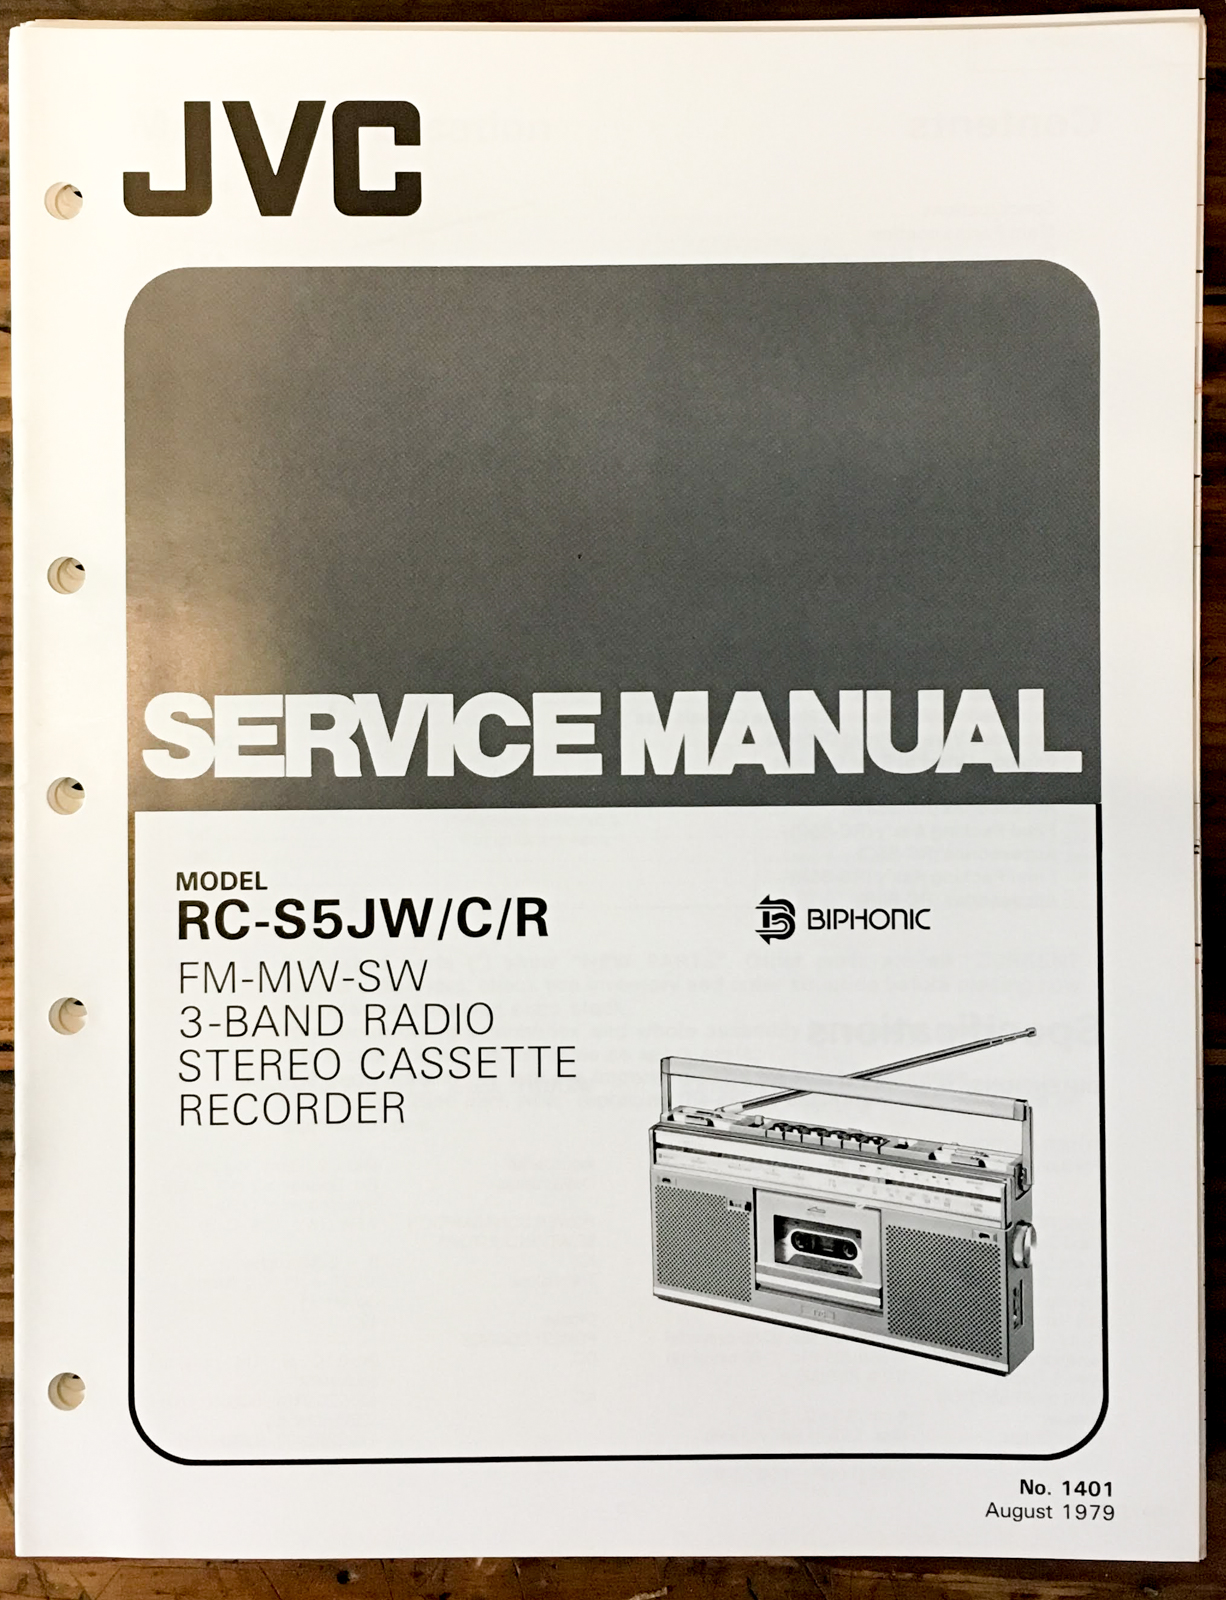 JVC
SERVICE MANUAL
MODEL
RC-S5JW/C/R
BIPHONIC
FM-MW-SW
3-BAND RADIO
STEREO CASSETTE
RECORDER
No. 1401
August 1979